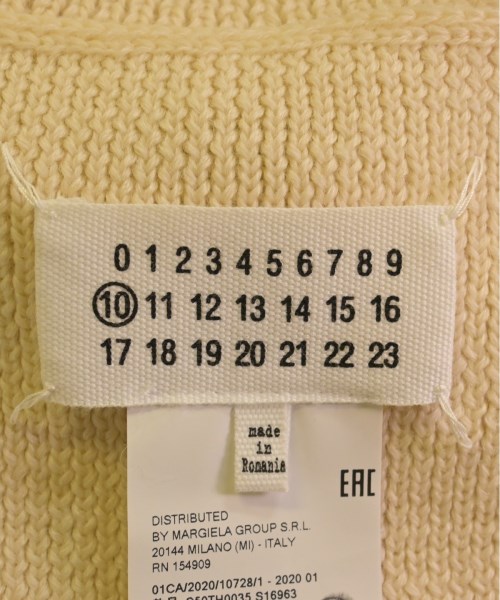 0 1 2 3 4 5 6 7 8 9
10 11 12 13 14 15 16
17 18 19 20 21 22 23
made
in
Romania
EAC
DISTRIBUTED
BY MARGIELA GROUP S.R.L.
20144 MILANO (MI) - ITALY
RN 154909
01CA/2020/10728/1 - 2020 01
S50TH0035 S16963